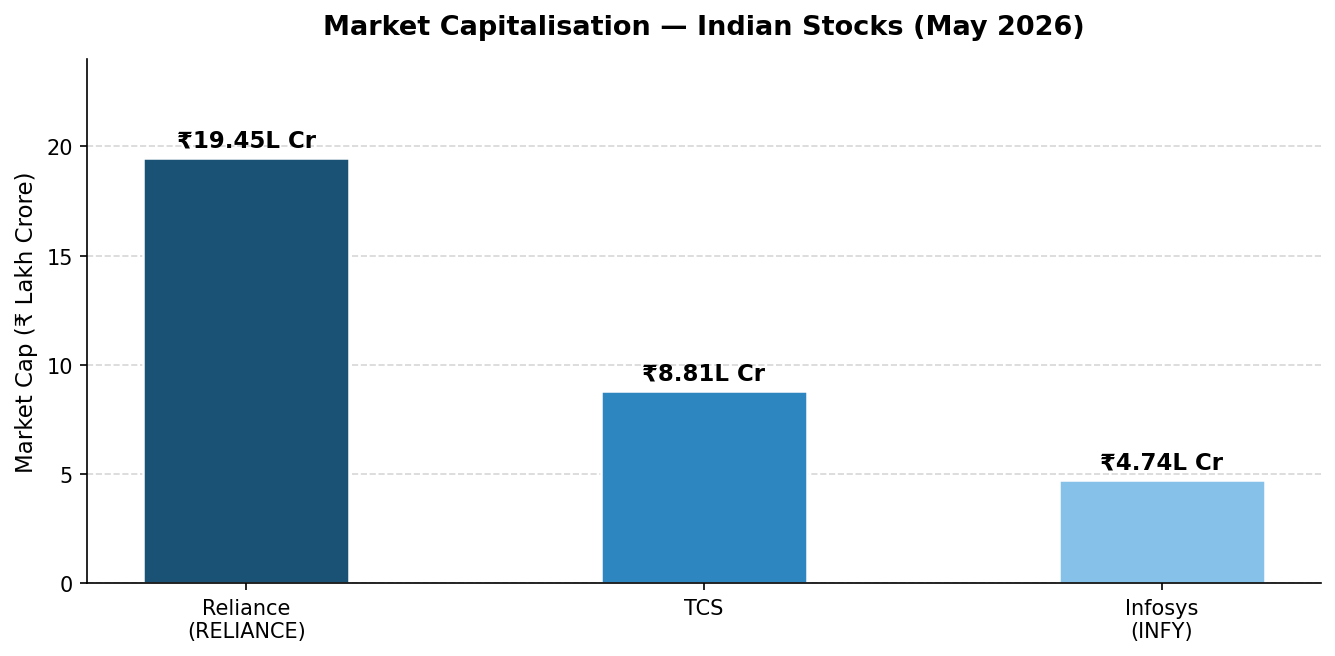 Market Capitalisation — Indian Stocks (May 2026)
Market Cap (₹ Lakh Crore)
20
15
10
5
0
₹19.45L Cr
₹8.81L Cr
₹4.74L Cr
Reliance
(RELIANCE)
TCS
Infosys
(INFY)